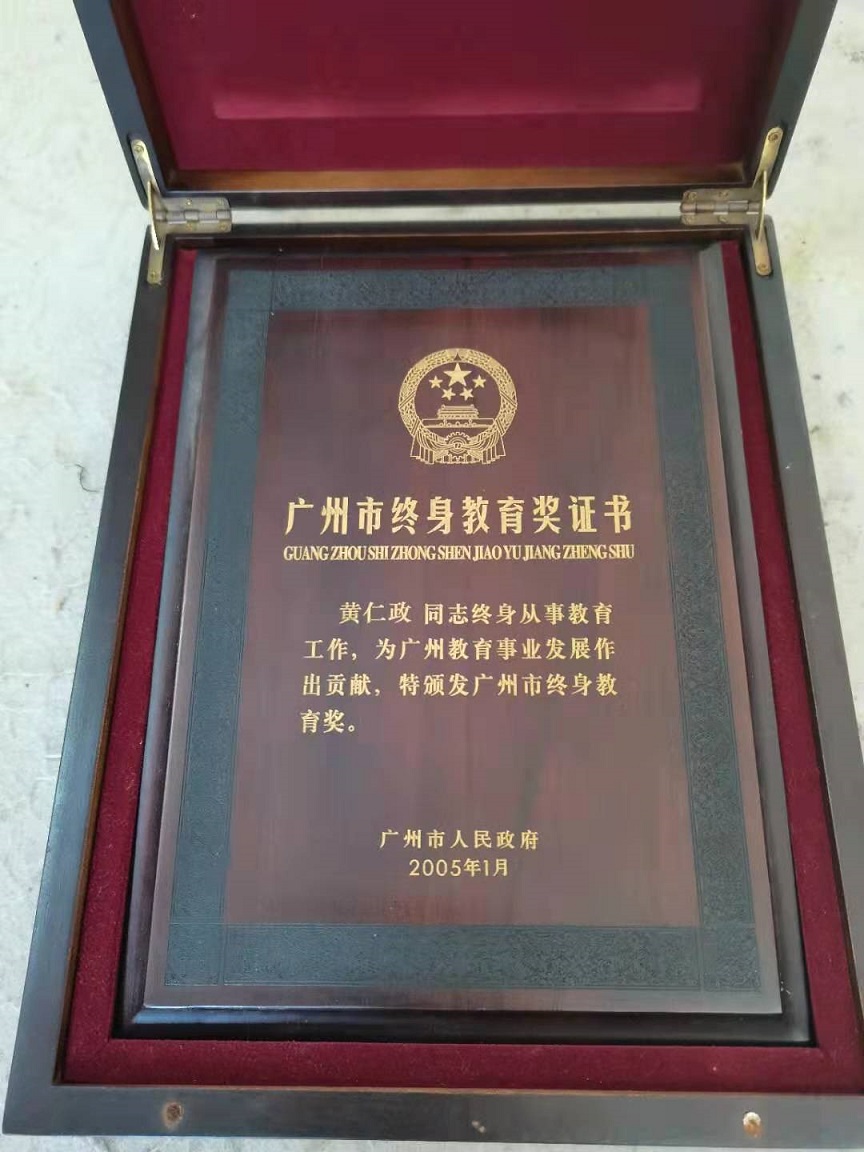 广州市终身教育奖证书
GUANG ZHOU SHI ZHONG SHEN JIAO YU JIANG ZHENG SHU
黄仁政 同志终身从事教育
工作，为广州教育事业发展作
出贡献，特颁发广州市终身教
育奖。
广州市人民政府
2005年1月